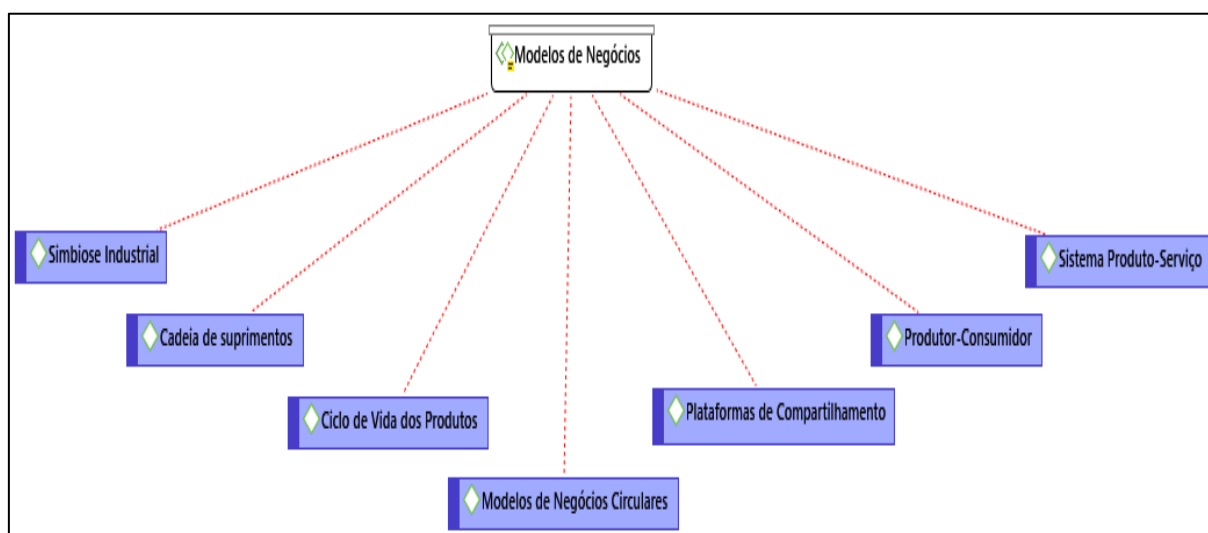 Modelos de Negócios
Simbiose Industrial
Sistema Produto-Serviço
Cadeia de suprimentos
Produtor-Consumidor
Ciclo de Vida dos Produtos
Plataformas de Compartilhamento
Modelos de Negócios Circulares